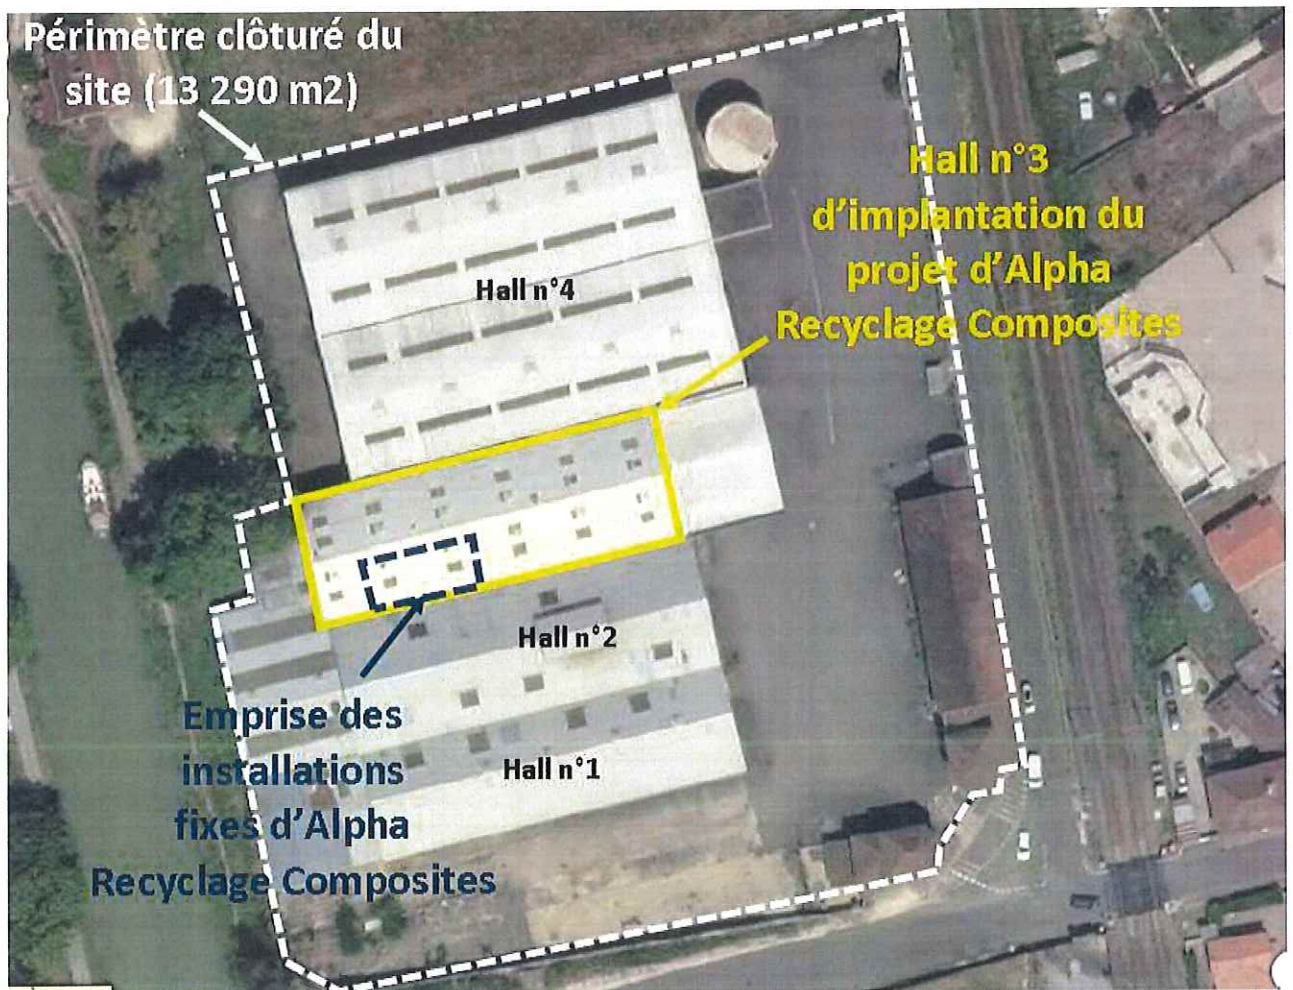 Périmètre clôturé du
site (13 290 m2)
Hall n°3
d'implantation du
projet d'Alpha
Recyclage Composites
Hall n°4
Hall n°2
Hall n°1
Emprise des
installations
fixes d'Alpha
Recyclage Composites